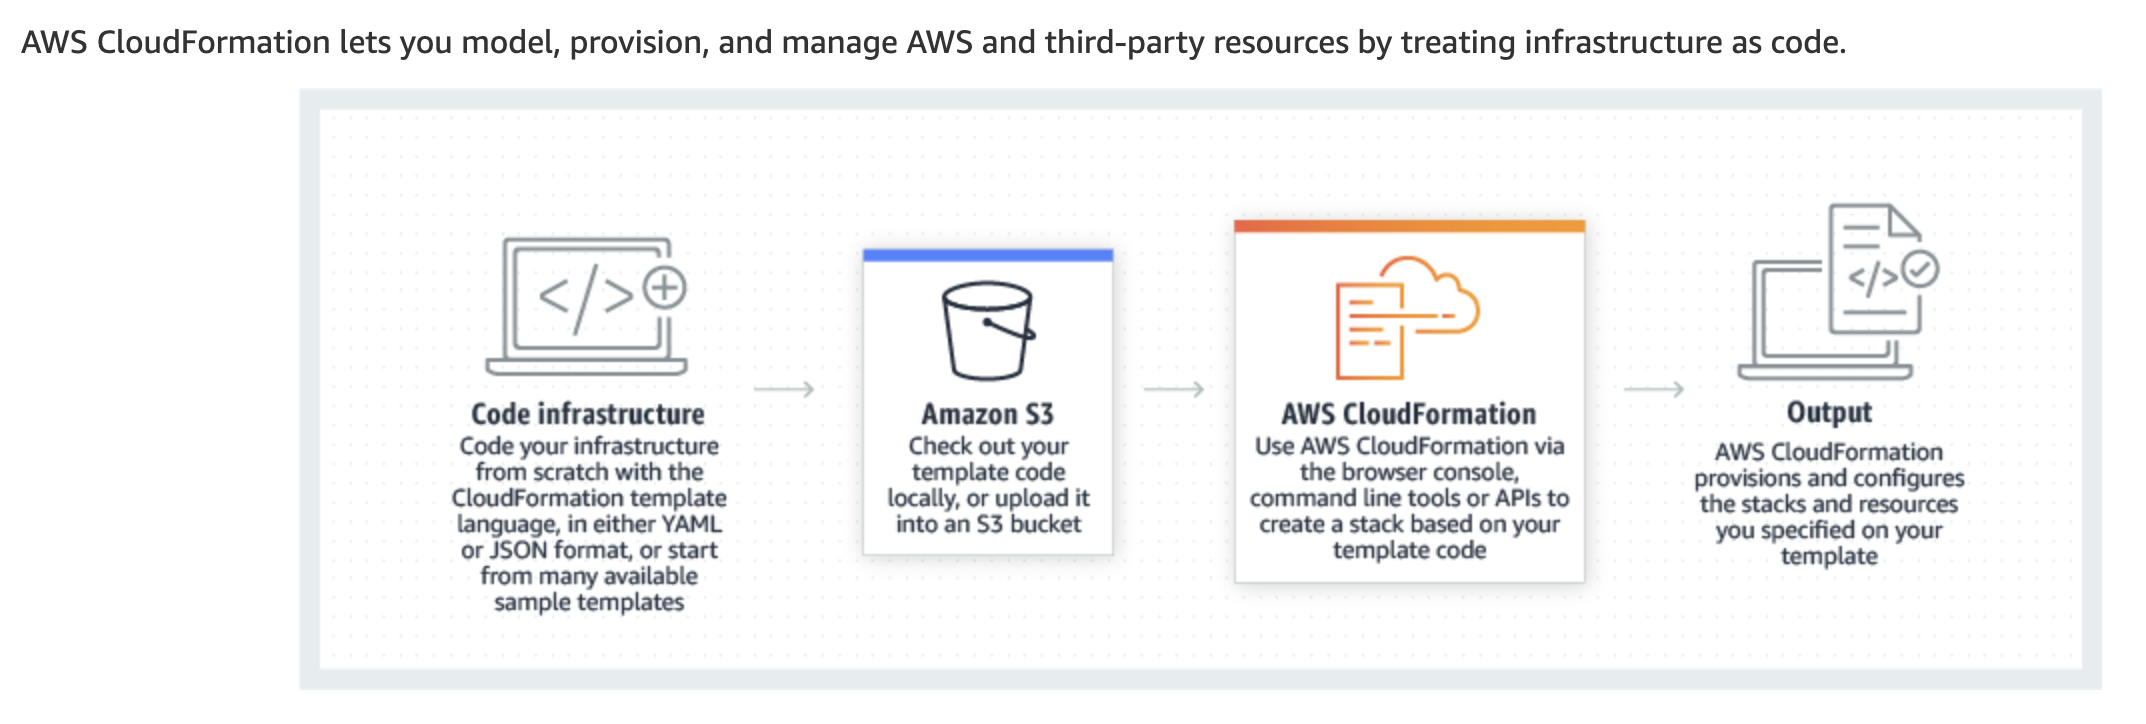 AWS CloudFormation lets you model, provision, and manage AWS and third-party resources by treating infrastructure as code.
</>
Code infrastructure
Code your infrastructure
from scratch with the
CloudFormation template
language, in either YAML
or JSON format, or start
from many available
sample templates
Amazon S3
Check out your
template code
locally, or upload it
into an S3 bucket
AWS CloudFormation
Use AWS CloudFormation via
the browser console,
command line tools or APIs to
create a stack based on your
template code
</>
Output
AWS CloudFormation
provisions and configures
the stacks and resources
you specified on your
template